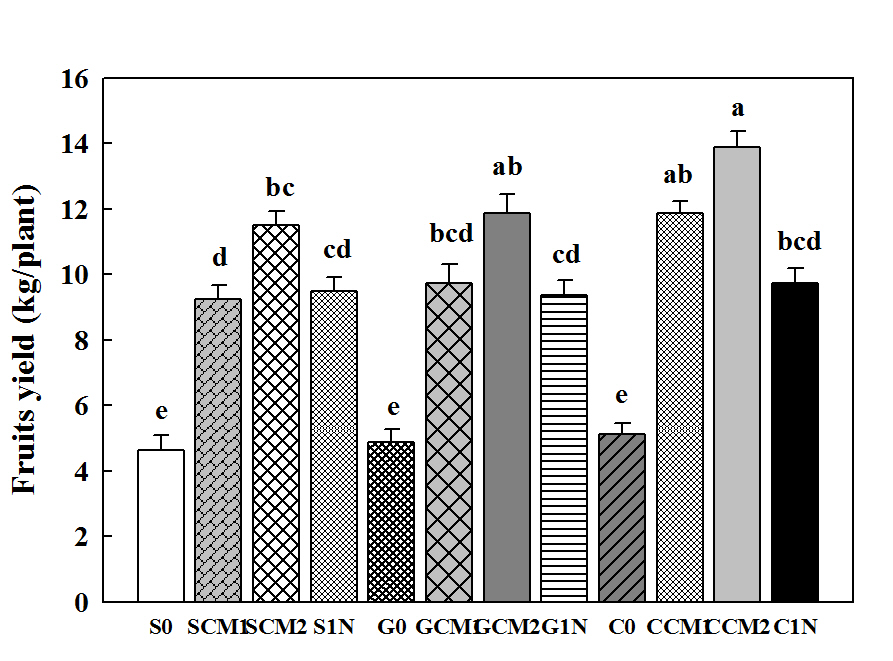 16
14
12
10
8
6
4
2
0
Fruits yield (kg/plant)
e
d
bc
cd
e
bcd
ab
cd
e
ab
a
bcd
S0 SCM1 SCM2 S1N G0 GCM1 GCM2 G1N C0 CCM1 CCM2 C1N